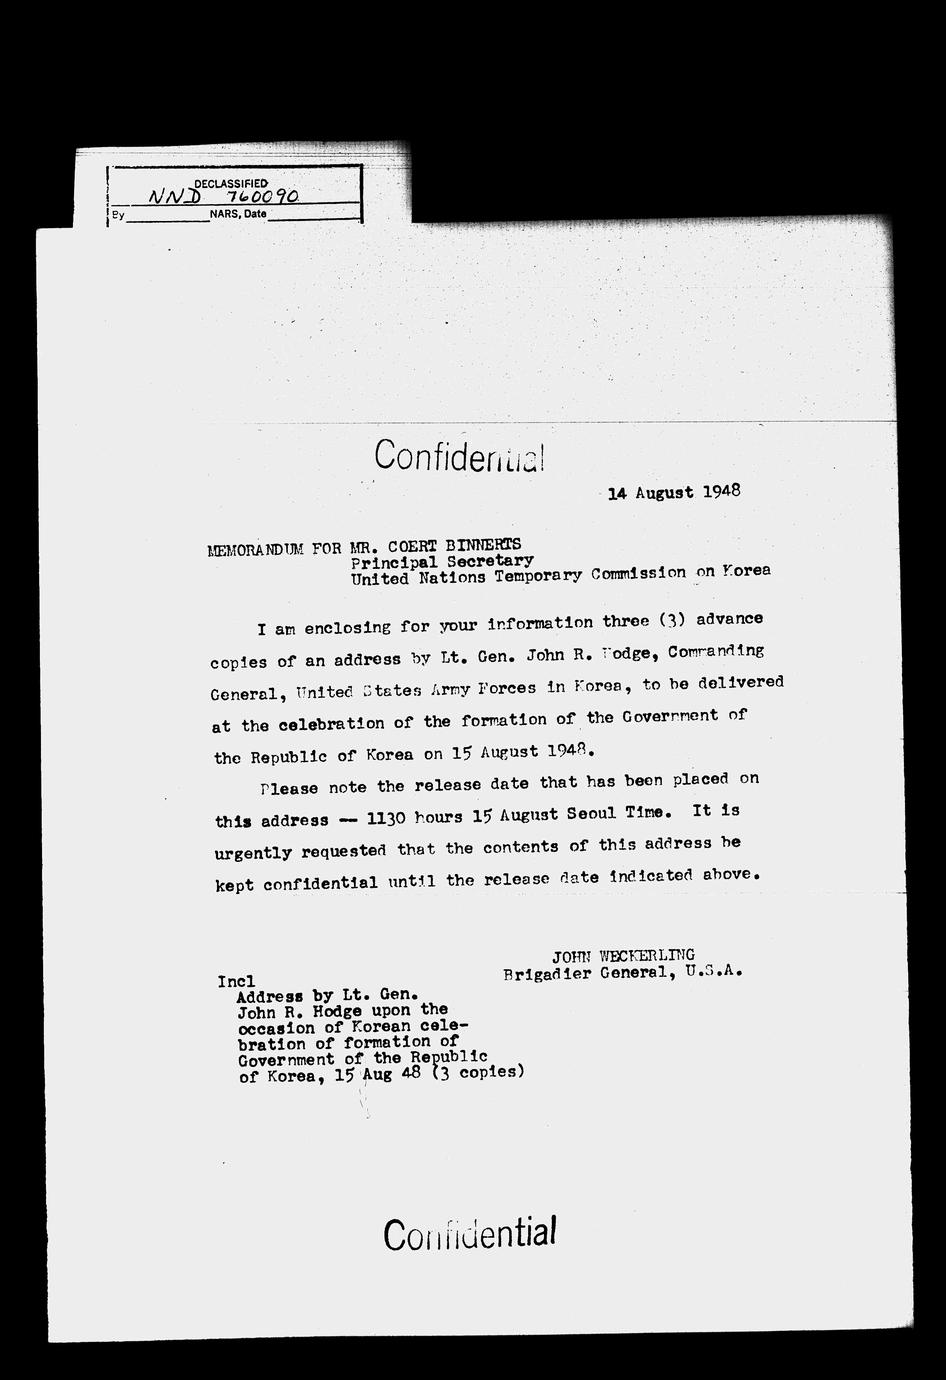 DECLASSIFIED
NND 760090
By NARS, Date
Confidential
14 August 1948
MEMORANDUM FOR MR. COERT BINNERTS
Principal Secretary
United Nations Temporary Commission on Korea
I am enclosing for your information three (3) advance
copies of an address by Lt. Gen. John R. Hodge, Commanding
General, United States Army Forces in Korea, to be delivered
at the celebration of the formation of the Government of
the Republic of Korea on 15 August 1948.
Please note the release date that has been placed on
this address — 1130 hours 15 August Seoul Time. It is
urgently requested that the contents of this address be
kept confidential until the release date indicated above.
JOHN WECKERLING
Brigadier General, U.S.A.
Incl
Address by Lt. Gen.
John R. Hodge upon the
occasion of Korean cele-
bration of formation of
Government of the Republic
of Korea, 15 Aug 48 (3 copies)
Confidential